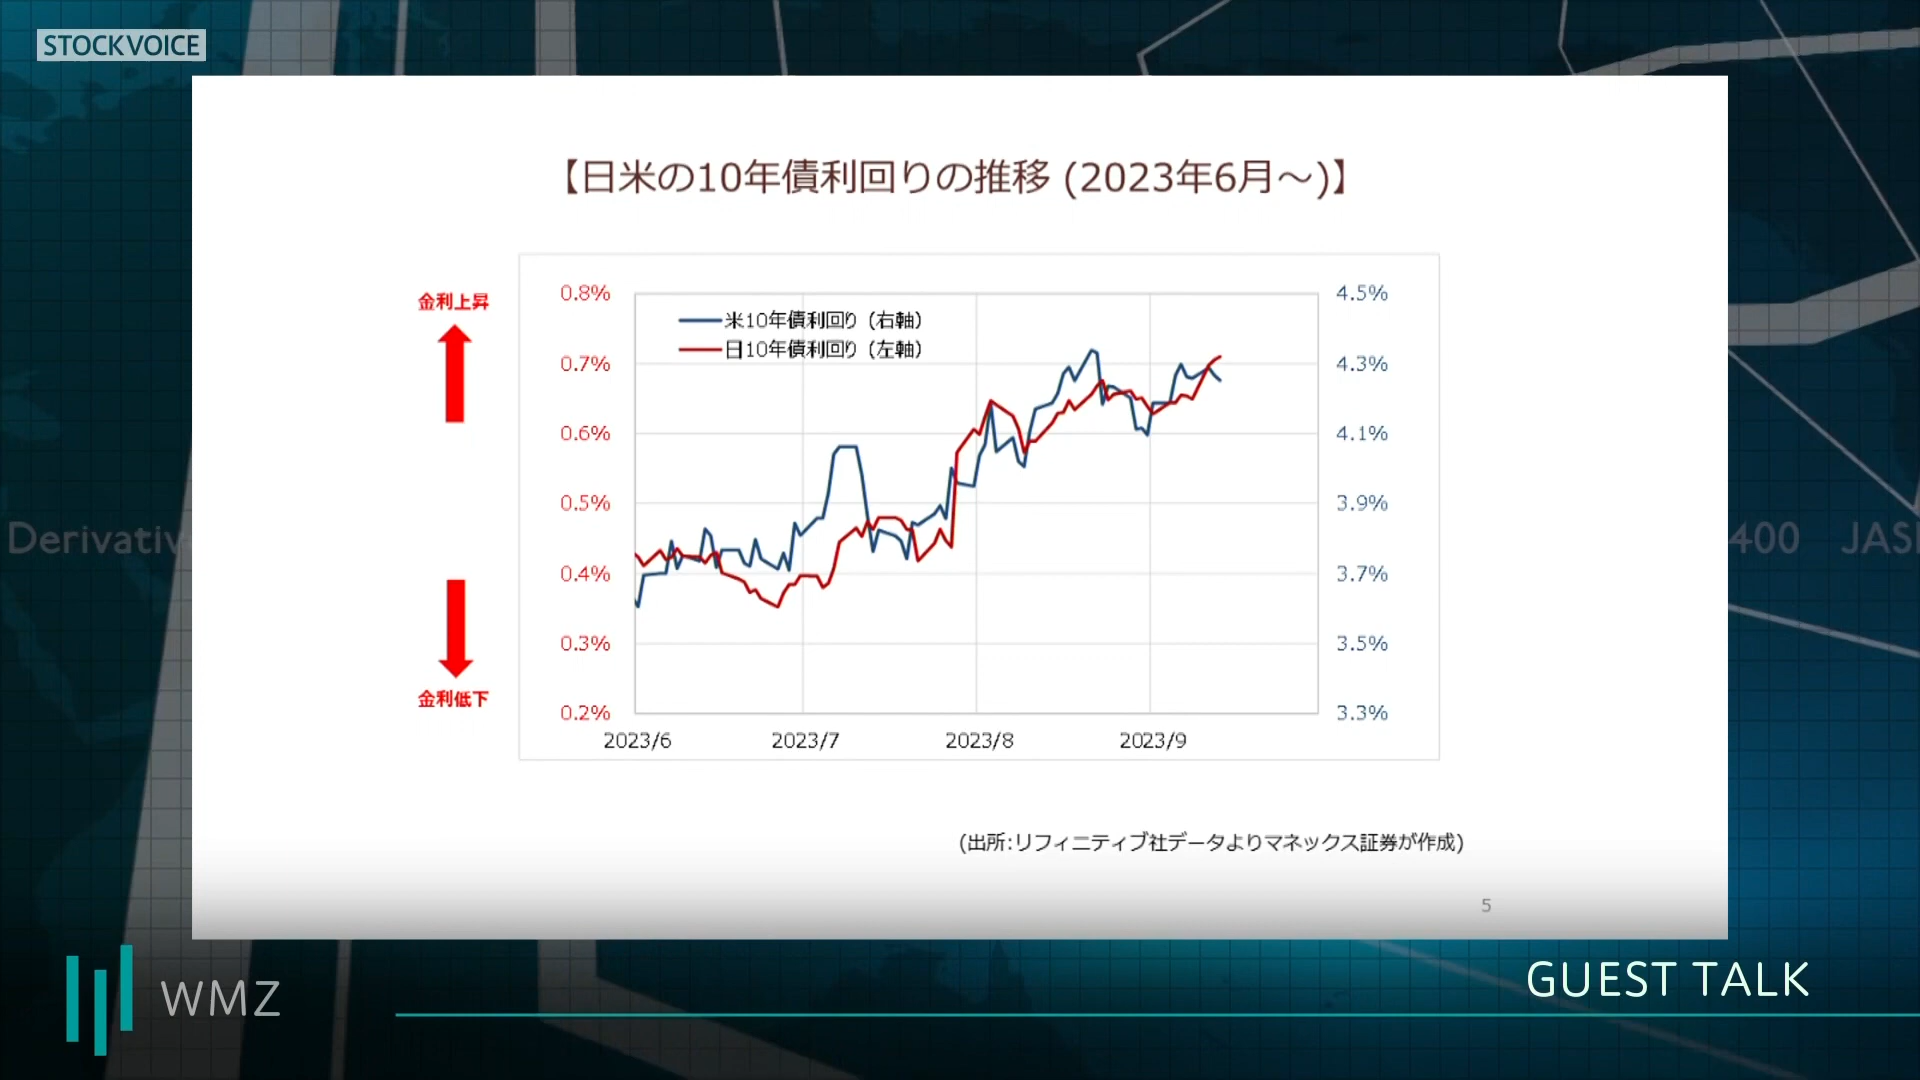 STOCKVOICE
【日米の10年債利回りの推移 (2023年6月～)】
金利上昇
金利低下
0.8%
0.7%
0.6%
0.5%
0.4%
0.3%
0.2%
米10年債利回り（右軸）
日10年債利回り（左軸）
4.5%
4.3%
4.1%
3.9%
3.7%
3.5%
3.3%
2023/6
2023/7
2023/8
2023/9
(出所:リフィニティブ社データよりマネックス証券が作成)
5
Derivativ
400 JAS
WMZ
GUEST TALK